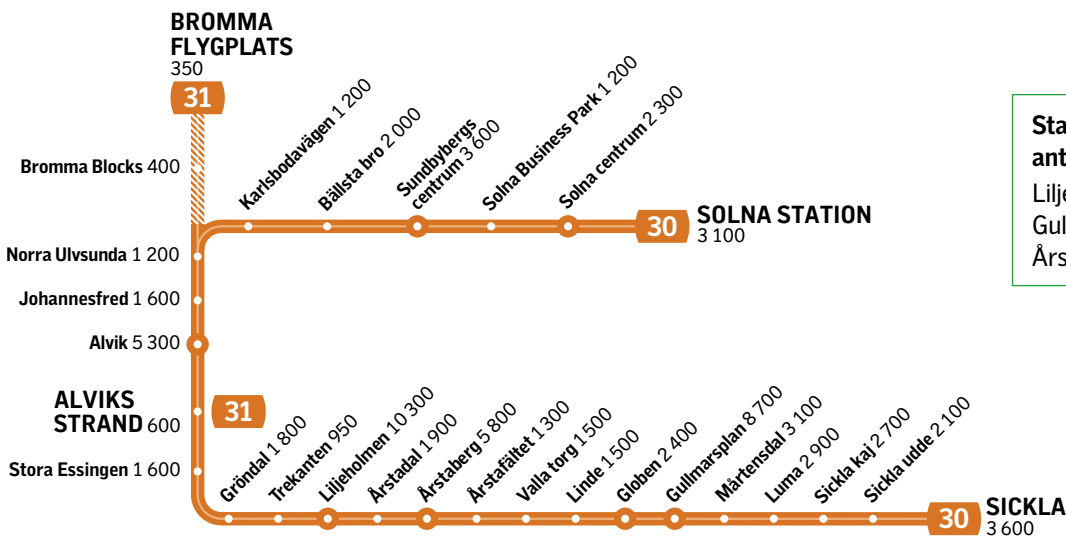 BROMMA
FLYGPLATS
350
31
Bromma Blocks 400
Karlsbodavägen 1 200
Bällsta bro 2 000
Sundbybergs
centrum 3 600
Solna Business Park 1 200
Solna centrum 2 300
30
SOLNA STATION
3 100
Norra Ulvsunda 1 200
Johannesfred 1 600
Alvik 5 300
ALVIKS
STRAND 600
31
Stora Essingen 1 600
Gröndal 1 800
Trekanten 950
Liljeholmen 10 300
Årstadal 1 900
Årstaberg 5 800
Årstafältet 1 300
Valla torg 1 500
Linde 1 500
Globen 2 400
Gullmarsplan 8 700
Mårtensdal 3 100
Luma 2 900
Sickla kaj 2 700
Sickla udde 2 100
30
SICKLA
3 600
Sta
ant
Lilje
Gul
Års